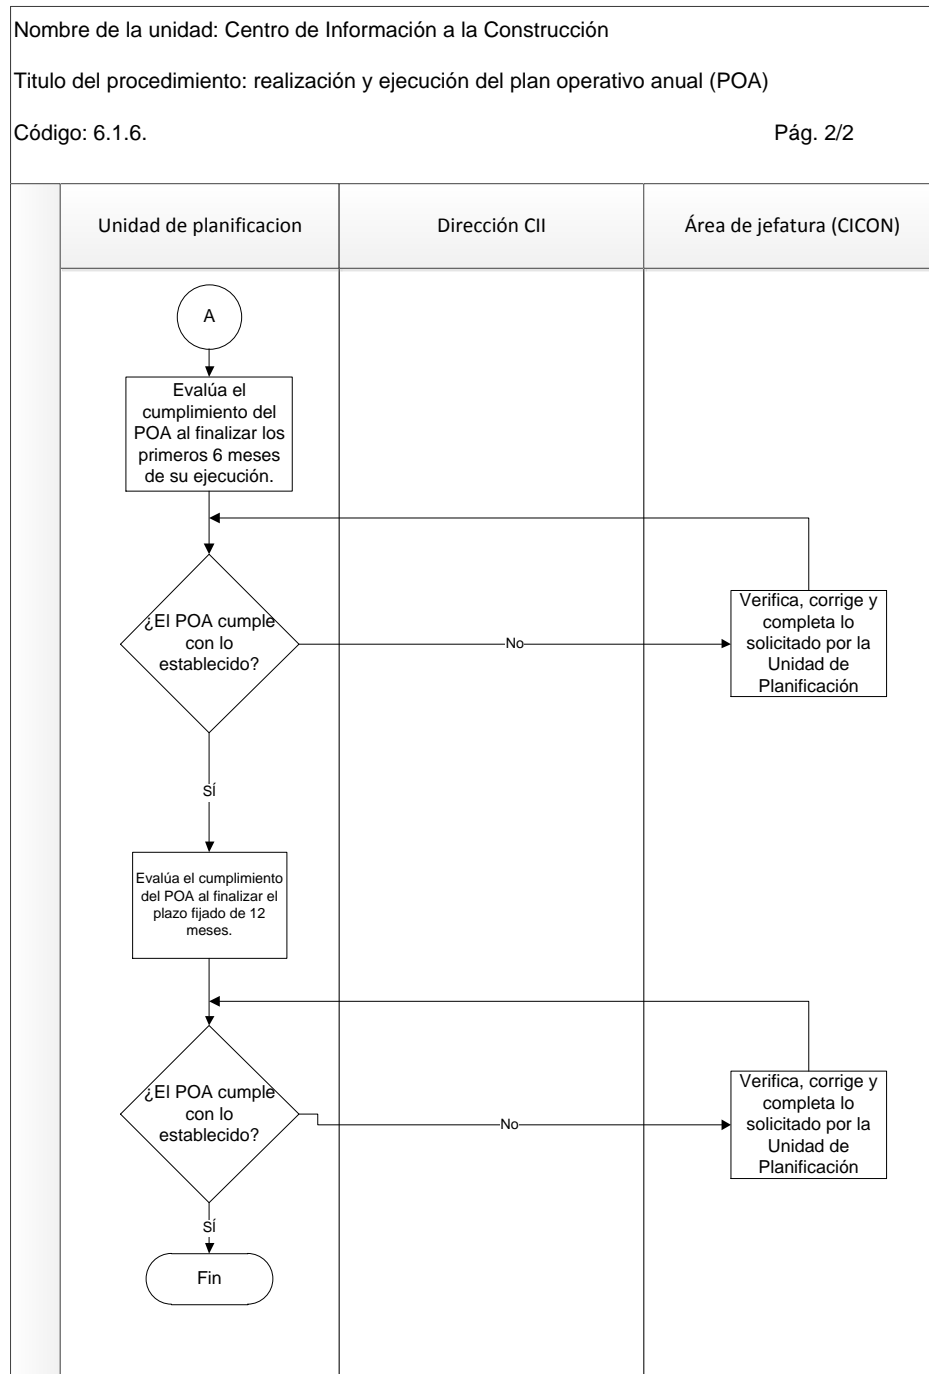 Nombre de la unidad: Centro de Información a la Construcción
Titulo del procedimiento: realización y ejecución del plan operativo anual (POA)
Código: 6.1.6. Pág. 2/2
Unidad de planificacion
Dirección CII
Área de jefatura (CICON)
A
Evalúa el
cumplimiento del
POA al finalizar los
primeros 6 meses
de su ejecución.
¿El POA cumple
con lo
establecido?
No
Verifica, corrige y
completa lo
solicitado por la
Unidad de
Planificación
SÍ
Evalúa el cumplimiento
del POA al finalizar el
plazo fijado de 12
meses.
¿El POA cumple
con lo
establecido?
No
Verifica, corrige y
completa lo
solicitado por la
Unidad de
Planificación
SÍ
Fin